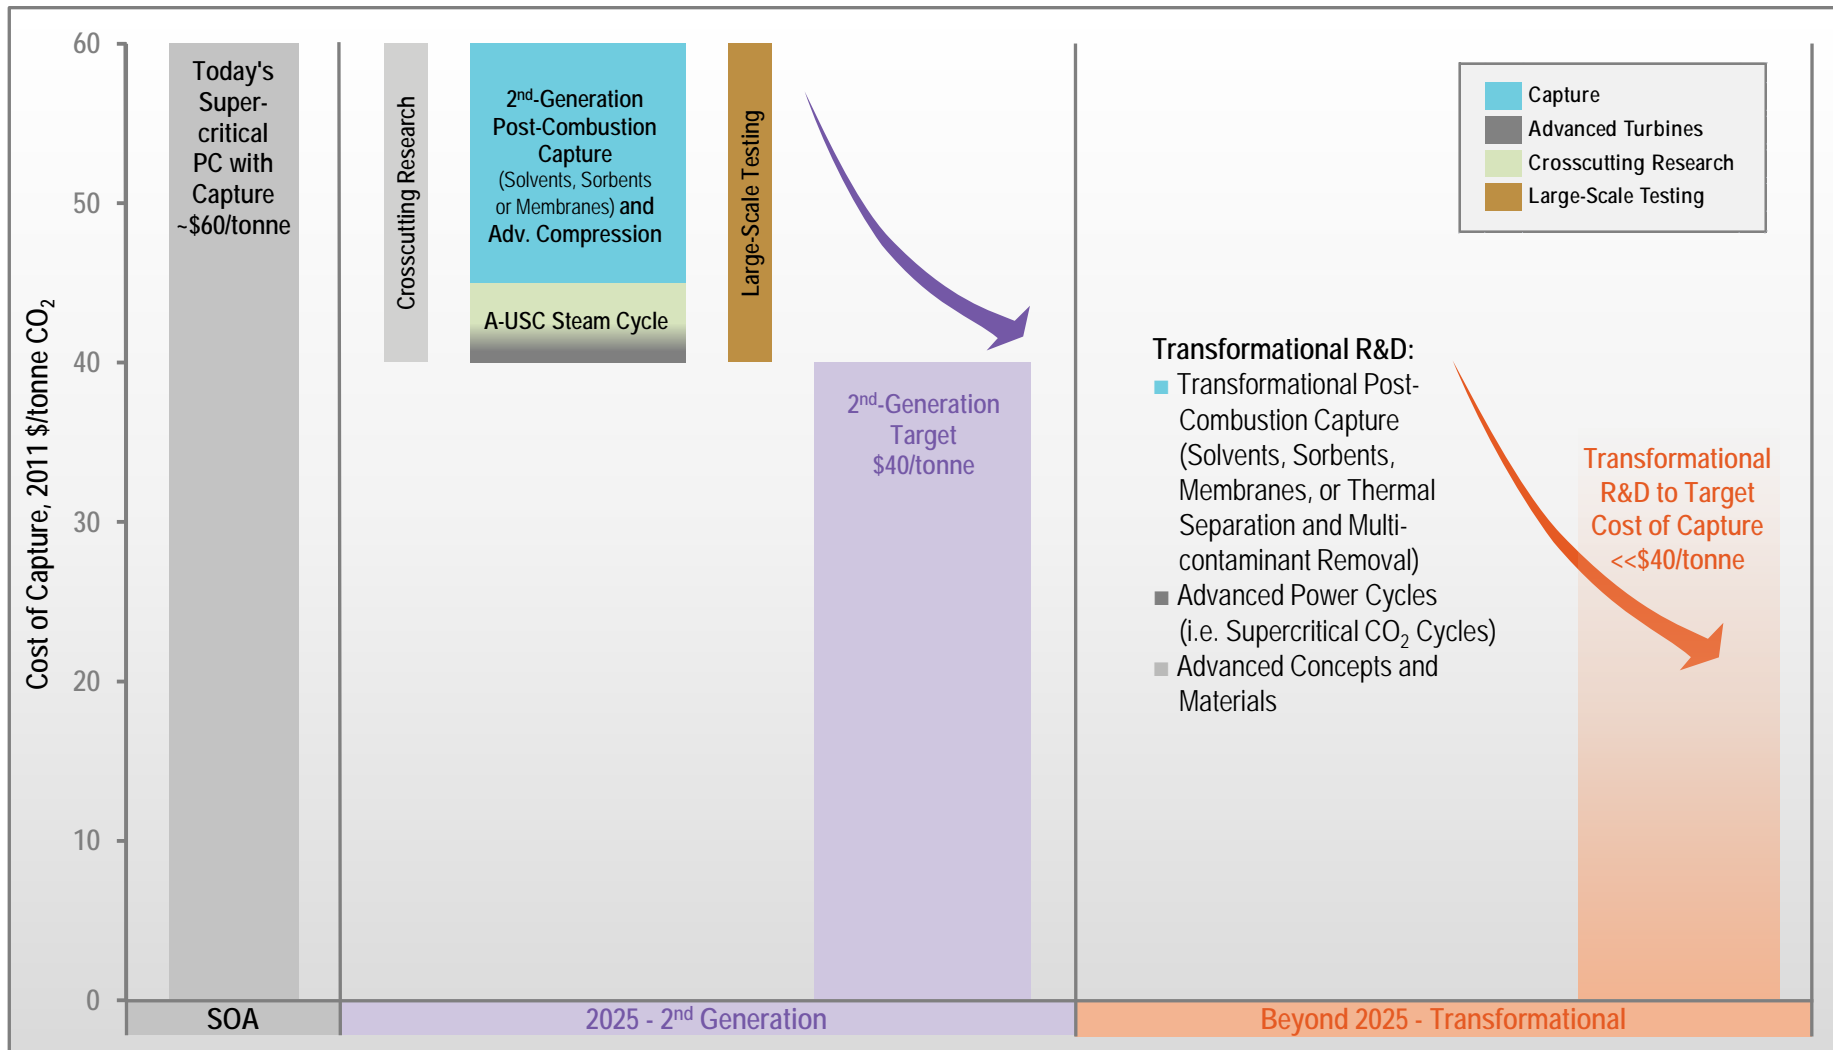 Cost of Capture, 2011 $/tonne CO₂
60
50
40
30
20
10
0
Today's
Super-
critical
PC with
Capture
~$60/tonne
Crosscutting Research
2nd-Generation
Post-Combustion
Capture
(Solvents, Sorbents
or Membranes) and
Adv. Compression
A-USC Steam Cycle
Large-Scale Testing
2nd-Generation
Target
$40/tonne
Capture
Advanced Turbines
Crosscutting Research
Large-Scale Testing
Transformational R&D:
Transformational Post-
Combustion Capture
(Solvents, Sorbents,
Membranes, or Thermal
Separation and Multi-
contaminant Removal)
Advanced Power Cycles
(i.e. Supercritical CO₂ Cycles)
Advanced Concepts and
Materials
Transformational
R&D to Target
Cost of Capture
<<$40/tonne
SOA
2025 - 2nd Generation
Beyond 2025 - Transformational